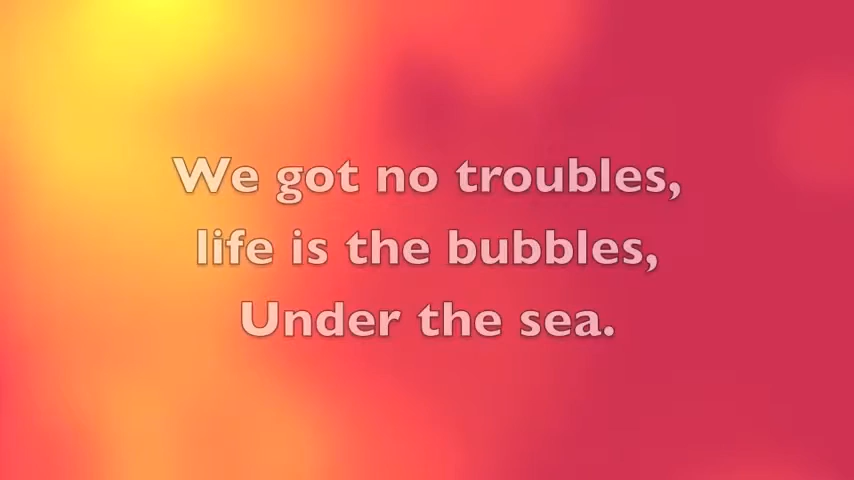 We got no troubles,
life is the bubbles,
Under the sea.